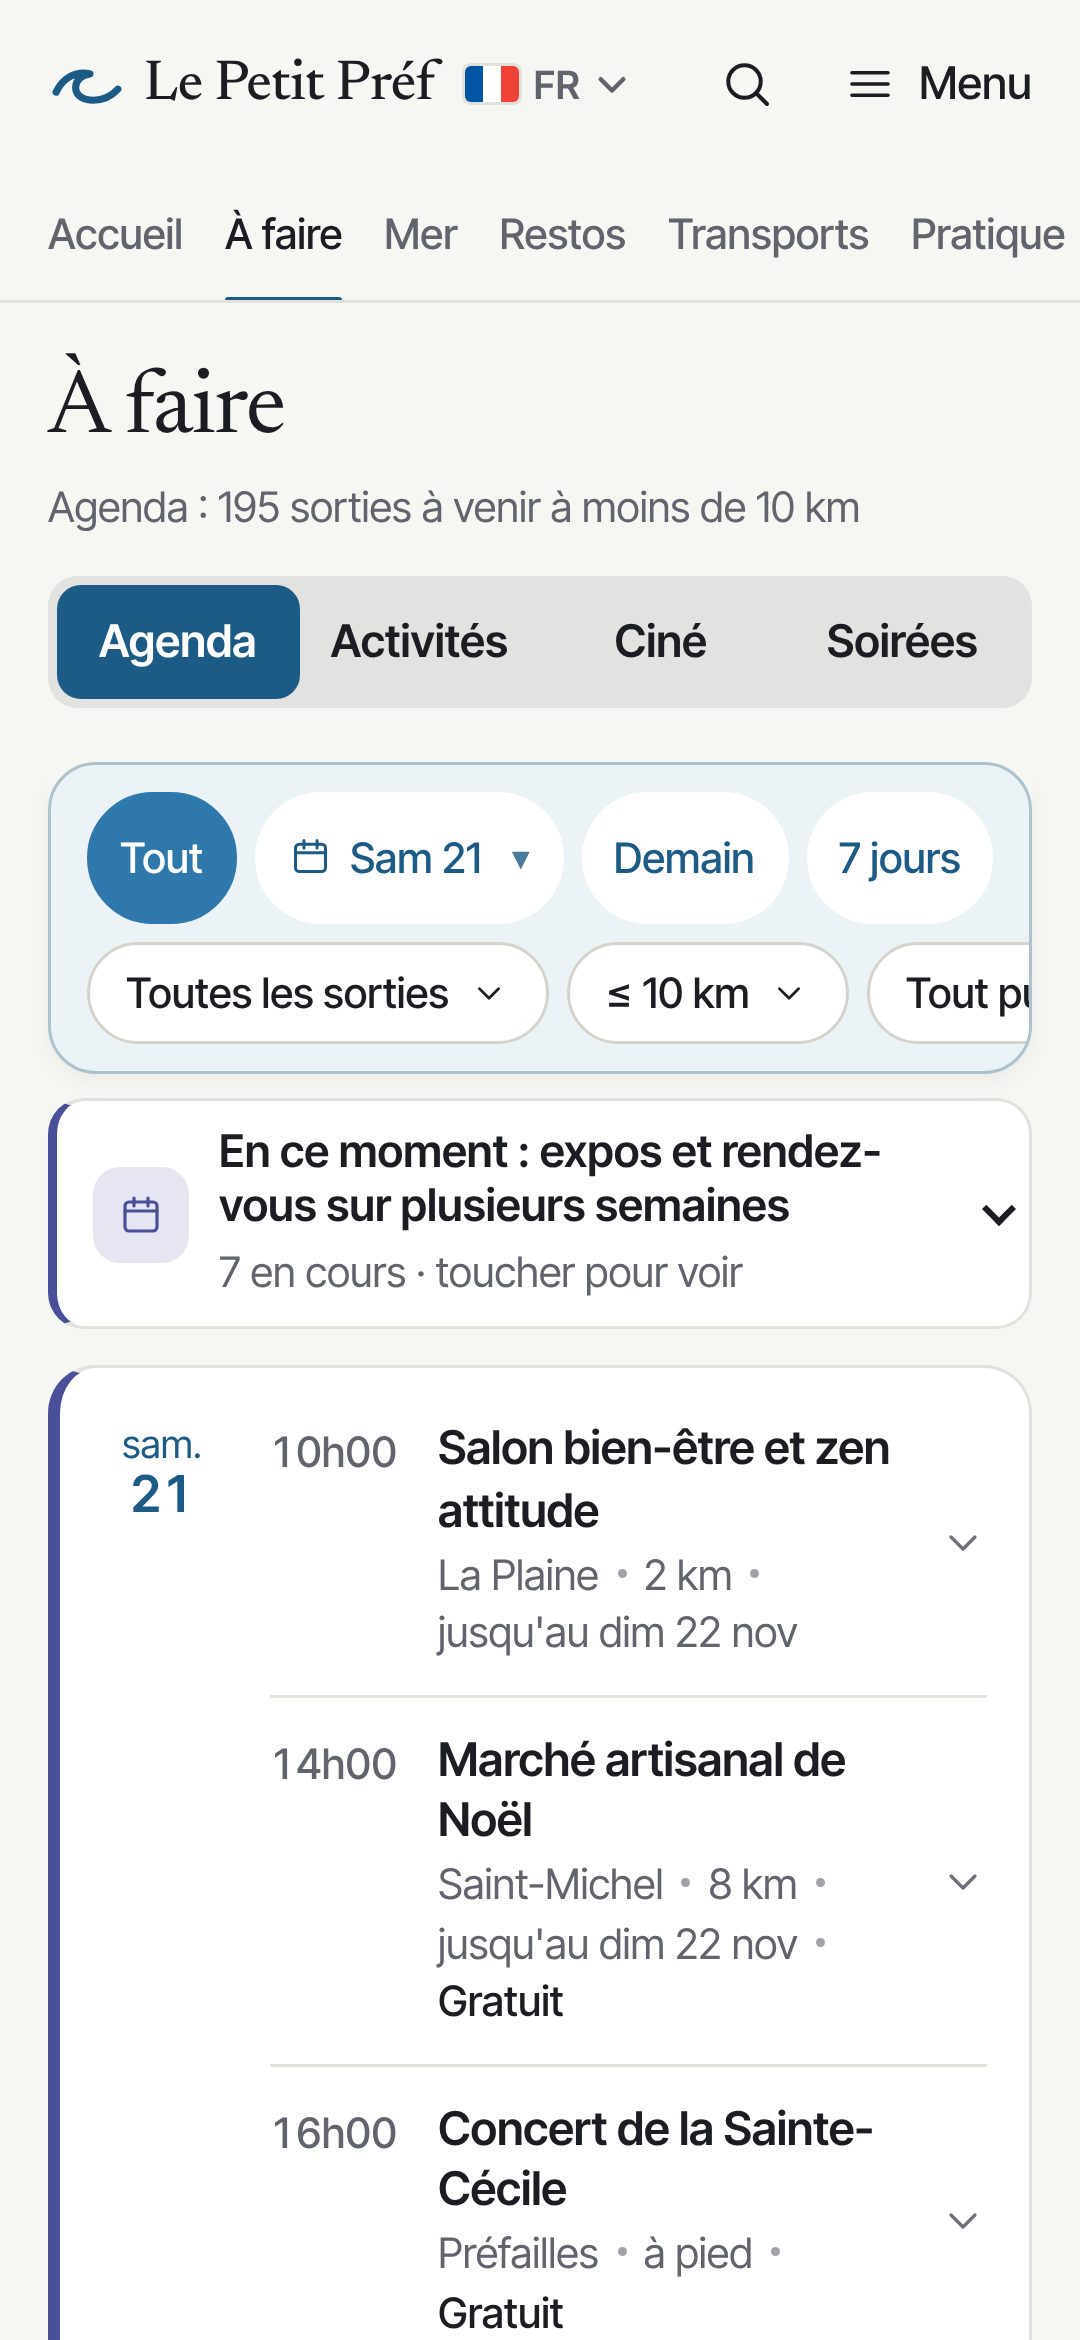 Le Petit Préf FR Menu
Accueil À faire Mer Restos Transports Pratique
À faire
Agenda : 195 sorties à venir à moins de 10 km
Agenda Activités Ciné Soirées
Tout Sam 21 ▼ Demain 7 jours
Toutes les sorties ≤ 10 km Tout
En ce moment : expos et rendez-
vous sur plusieurs semaines
7 en cours · toucher pour voir
sam.
21
10h00 Salon bien-être et zen
attitude
La Plaine • 2 km •
jusqu'au dim 22 nov
14h00 Marché artisanal de
Noël
Saint-Michel • 8 km •
jusqu'au dim 22 nov •
Gratuit
16h00 Concert de la Sainte-
Cécile
Préfailles • à pied •
Gratuit